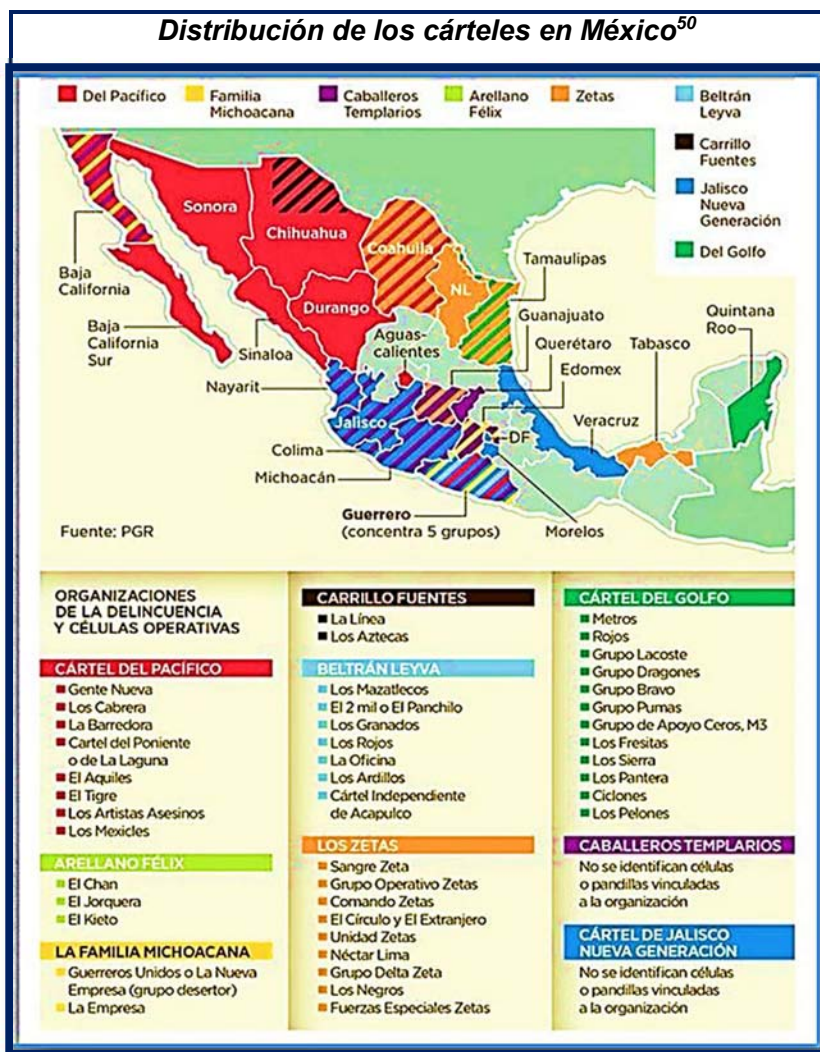 Distribución de los cárteles en México50
Del Pacífico
Familia
Michoacana
Caballeros
Templarios
Arellano
Félix
Zetas
Beltrán
Leyva
Carrillo
Fuentes
Jalisco
Nueva
Generación
Del Golfo
Sonora
Chihuahua
Coahuila
Durango
NL
Jalisco
Baja
California
Baja
California
Sur
Sinaloa
Nayarit
Aguas-
calientes
Tamaulipas
Guanajuato
Querétaro
Edomex
Tabasco
Quintana
Roo
DF
Veracruz
Colima
Michoacán
Guerrero
(concentra 5 grupos)
Morelos
Fuente: PGR
ORGANIZACIONES
DE LA DELINCUENCIA
Y CÉLULAS OPERATIVAS
CÁRTEL DEL PACÍFICO
Gente Nueva
Los Cabrera
La Barredora
Cartel del Poniente
o de La Laguna
El Aquiles
El Tigre
Los Artistas Asesinos
Los Mexicles
ARELLANO FÉLIX
El Chan
El Jorquera
El Kieto
LA FAMILIA MICHOACANA
Guerreros Unidos o La Nueva
Empresa (grupo desertor)
La Empresa
CARRILLO FUENTES
La Línea
Los Aztecas
BELTRÁN LEYVA
Los Mazatlecos
El 2 mil o El Panchilo
Los Granados
Los Rojos
La Oficina
Los Ardillos
Cártel Independiente
de Acapulco
LOS ZETAS
Sangre Zeta
Grupo Operativo Zetas
Comando Zetas
El Círculo y El Extranjero
Unidad Zetas
Néctar Lima
Grupo Delta Zeta
Los Negros
Fuerzas Especiales Zetas
CÁRTEL DEL GOLFO
Metros
Rojos
Grupo Lacoste
Grupo Dragones
Grupo Bravo
Grupo Pumas
Grupo de Apoyo Ceros, M3
Los Fresitas
Los Sierra
Los Pantera
Ciclones
Los Pelones
CABALLEROS TEMPLARIOS
No se identifican células
o pandillas vinculadas
a la organización
CÁRTEL DE JALISCO
NUEVA GENERACIÓN
No se identifican células
o pandillas vinculadas
a la organización